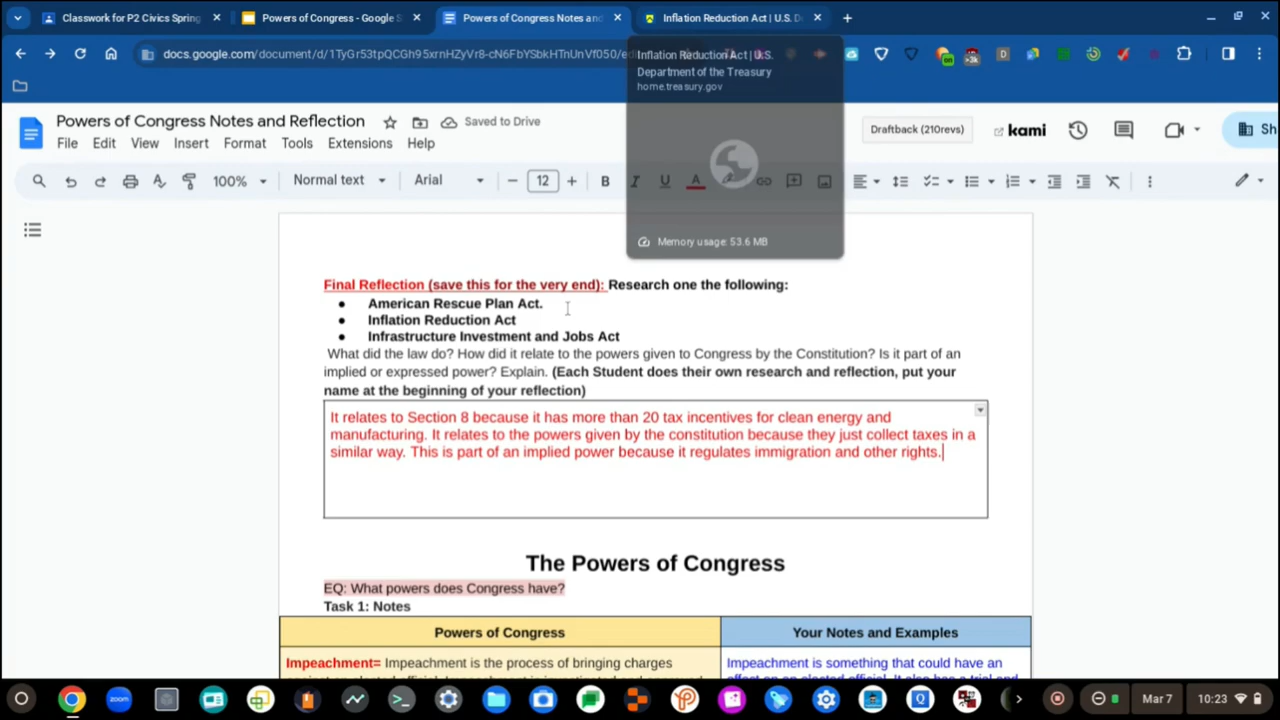 Classwork for P2 Civics Spring
Powers of Congress - Google S
Powers of Congress Notes and
Inflation Reduction Act | U.S. D
docs.google.com/document/d/1TyGr53tpQCGh95xrnHZyVr8-cN6FbYSbkHTnUnVf050/e
Inflation Reduction Act | U.S.
Department of the Treasury
home.treasury.gov
Memory usage: 53.6 MB
on
>3k
D
Powers of Congress Notes and Reflection
Saved to Drive
Draftback (210revs)
kami
Sh
File Edit View Insert Format Tools Extensions Help
100% Normal text Arial 12 B I U A
Final Reflection (save this for the very end): Research one the following:
● American Rescue Plan Act.
● Inflation Reduction Act
● Infrastructure Investment and Jobs Act
What did the law do? How did it relate to the powers given to Congress by the Constitution? Is it part of an
implied or expressed power? Explain. (Each Student does their own research and reflection, put your
name at the beginning of your reflection)
It relates to Section 8 because it has more than 20 tax incentives for clean energy and
manufacturing. It relates to the powers given by the constitution because they just collect taxes in a
similar way. This is part of an implied power because it regulates immigration and other rights.
The Powers of Congress
EQ: What powers does Congress have?
Task 1: Notes
Powers of Congress
Your Notes and Examples
Impeachment= Impeachment is the process of bringing charges
Impeachment is something that could have an
zoom
Mar 7
10:23